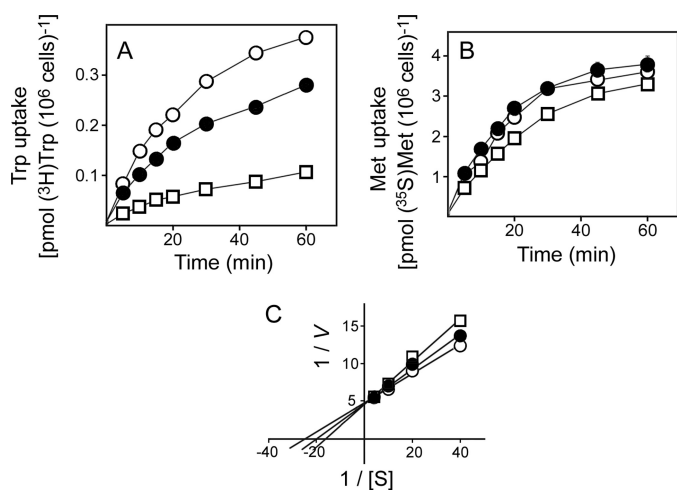 A
Trp uptake
[pmol (³H)Trp (10⁶ cells)⁻¹]
0.3
0.2
0.1
20
40
60
Time (min)
B
Met uptake
[pmol (³⁵S)Met (10⁶ cells)⁻¹]
4
3
2
1
20
40
60
Time (min)
C
1 / V
15
10
5
-40
-20
0
20
40
1 / [S]